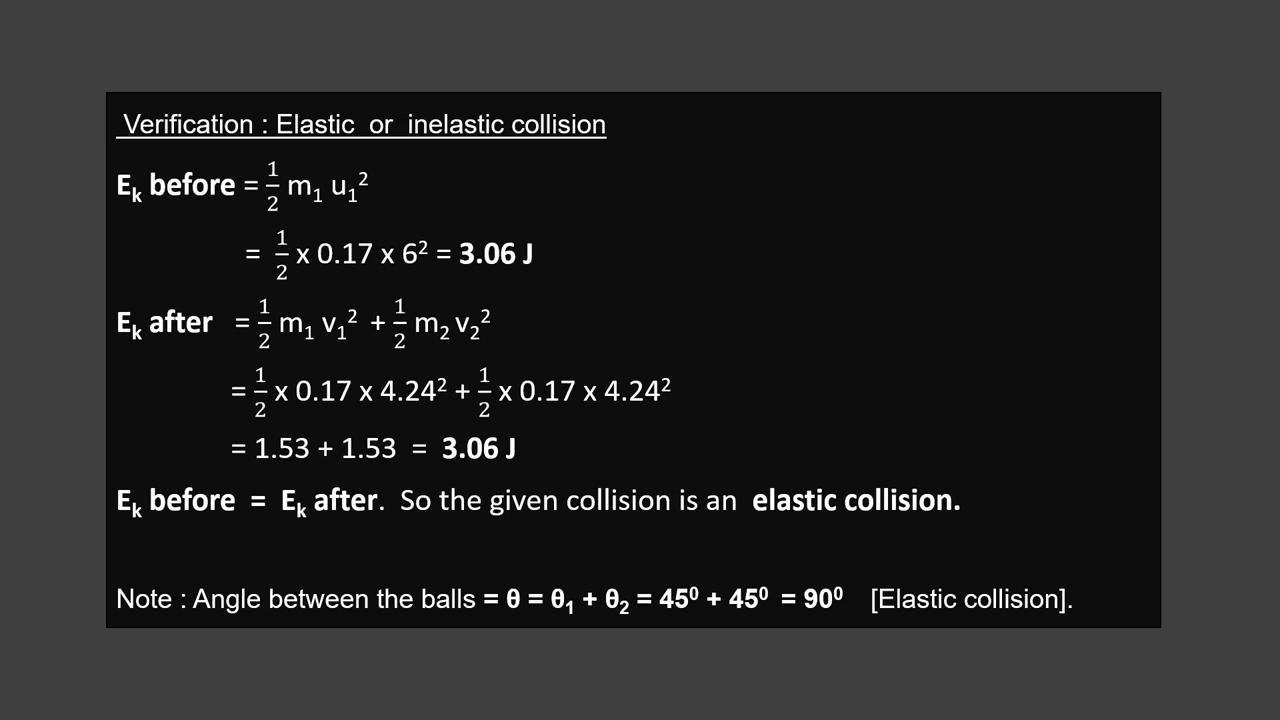 Verification : Elastic or inelastic collision
Eₖ before = 1/2 m₁ u₁²
= 1/2 x 0.17 x 6² = 3.06 J
Eₖ after = 1/2 m₁ v₁² + 1/2 m₂ v₂²
= 1/2 x 0.17 x 4.24² + 1/2 x 0.17 x 4.24²
= 1.53 + 1.53 = 3.06 J
Eₖ before = Eₖ after. So the given collision is an elastic collision.
Note : Angle between the balls = θ = θ₁ + θ₂ = 45⁰ + 45⁰ = 90⁰ [Elastic collision].